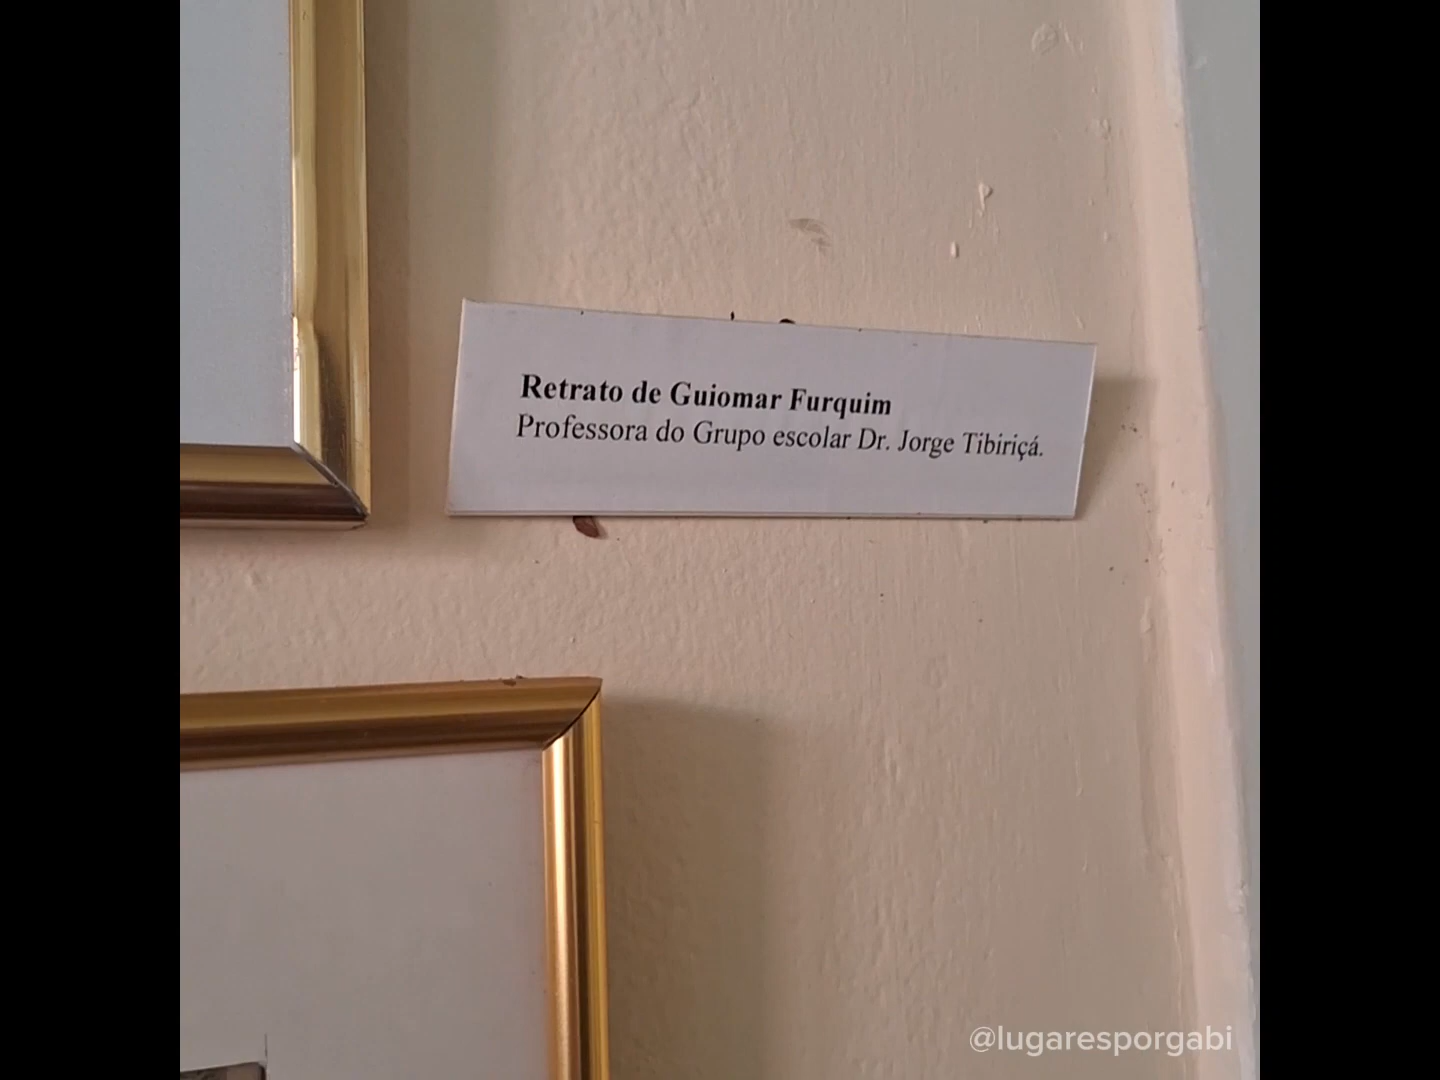 Retrato de Guiomar Furquim
Professora do Grupo escolar Dr. Jorge Tibiriçá.
@lugaresporgabi